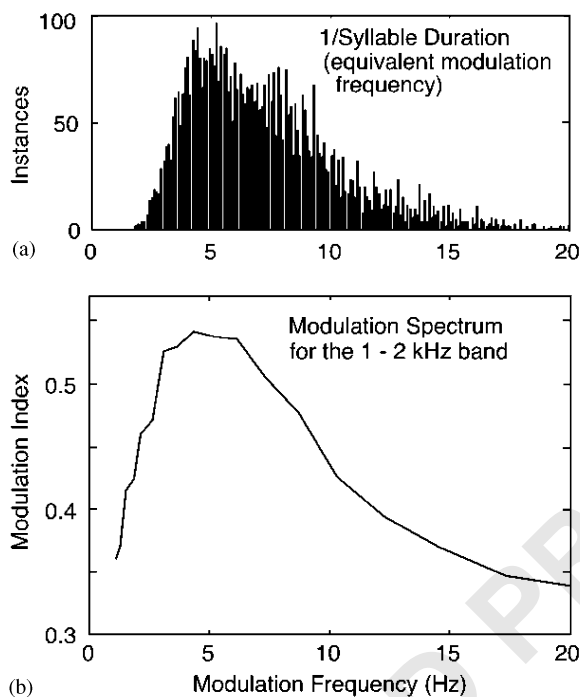 100
1/Syllable Duration
(equivalent modulation
frequency)
Instances
50
0
(a)
0
5
10
15
20
Modulation Spectrum
for the 1 - 2 kHz band
Modulation Index
0.5
0.4
0.3
0
5
10
15
20
(b)
Modulation Frequency (Hz)
D PR